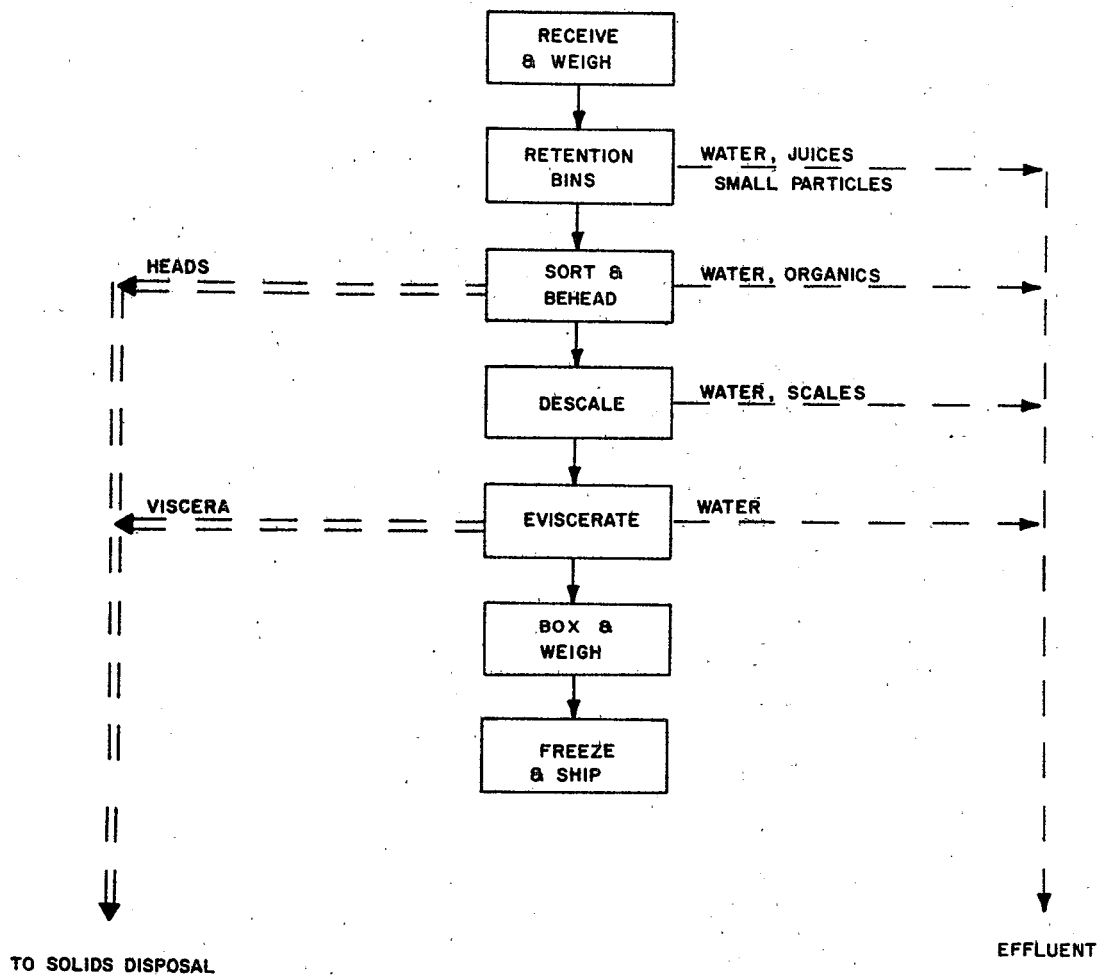 RECEIVE
& WEIGH
RETENTION
BINS
WATER, JUICES
SMALL PARTICLES
HEADS
SORT &
BEHEAD
WATER, ORGANICS
DESCALE
WATER, SCALES
VISCERA
EVISCERATE
WATER
BOX &
WEIGH
FREEZE
& SHIP
TO SOLIDS DISPOSAL
EFFLUENT